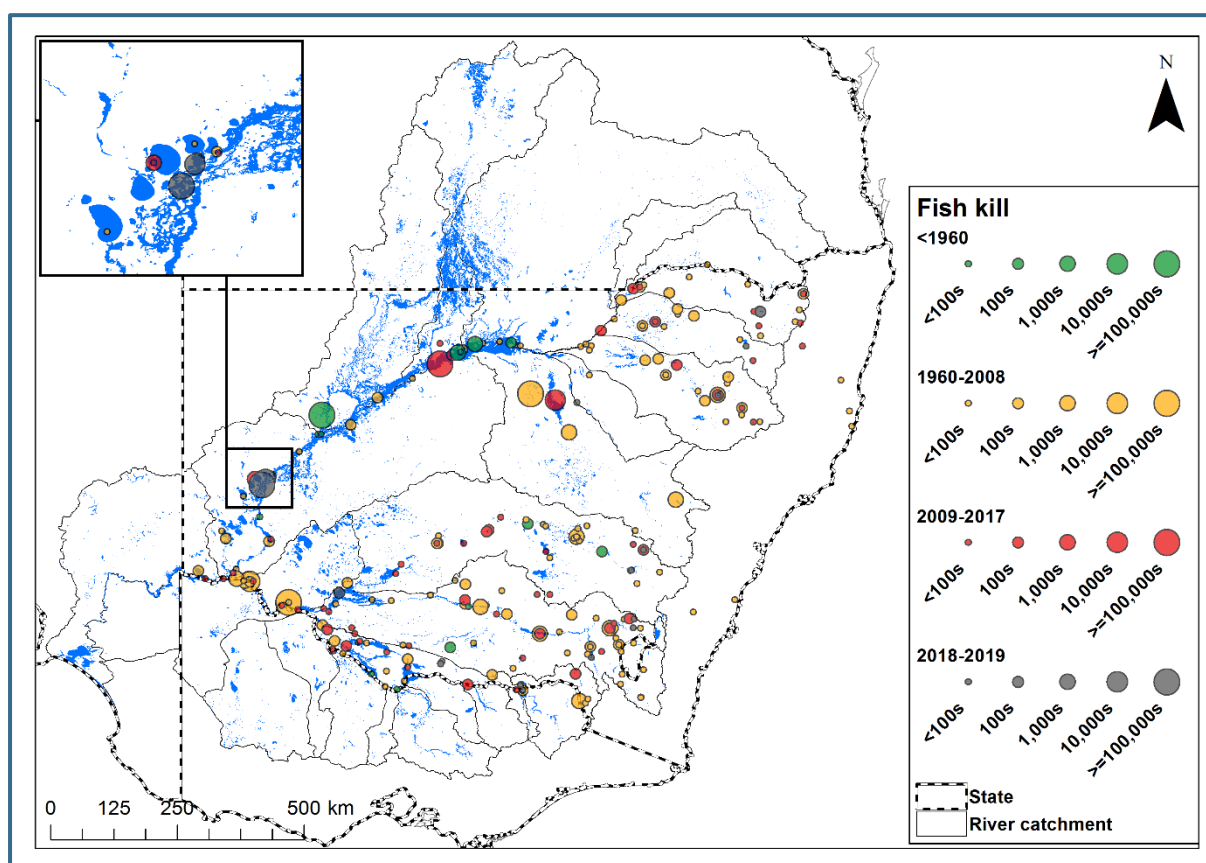 N
Fish kill
<1960
<100s
100s
1,000s
10,000s
>=100,000s
1960-2008
<100s
100s
1,000s
10,000s
>=100,000s
2009-2017
<100s
100s
1,000s
10,000s
>=100,000s
2018-2019
<100s
100s
1,000s
10,000s
>=100,000s
State
River catchment
0 125 250 500 km